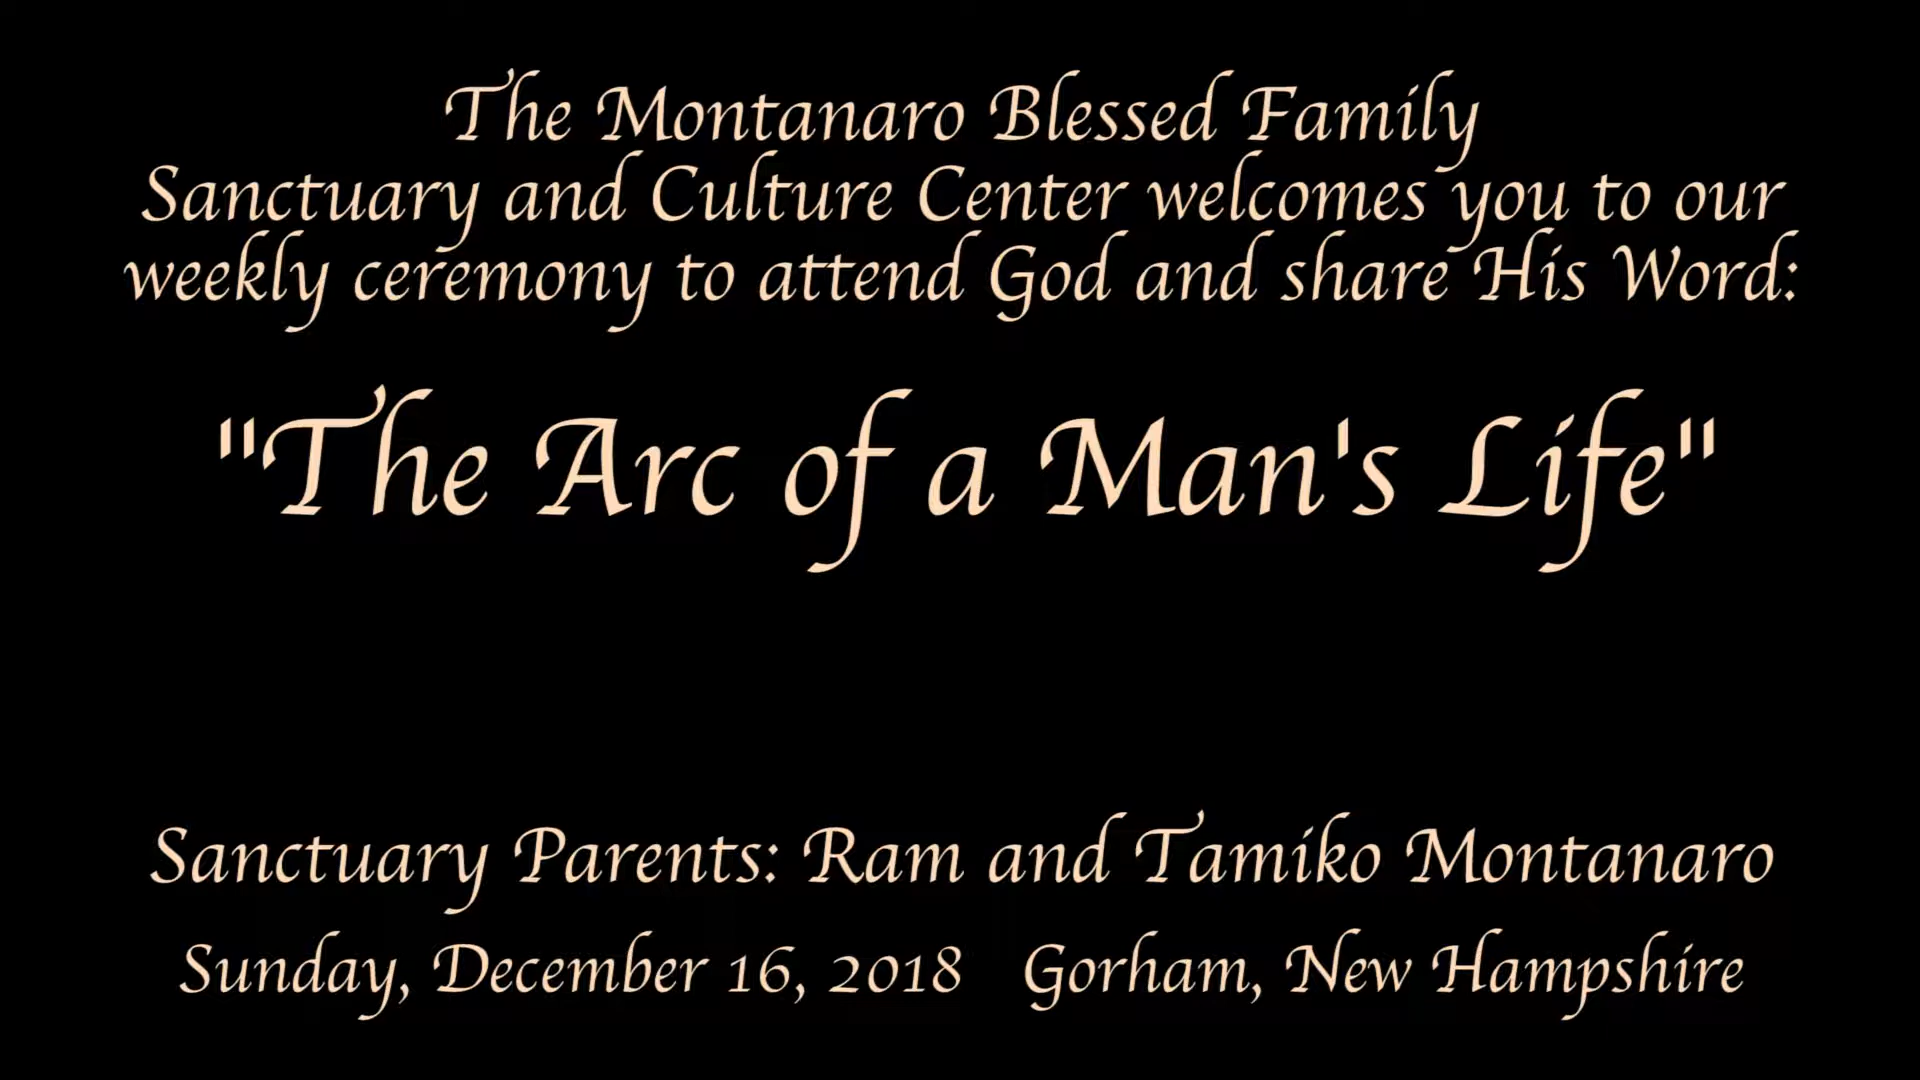 The Montanaro Blessed Family
Sanctuary and Culture Center welcomes you to our
weekly ceremony to attend God and share His Word:
"The Arc of a Man's Life"
Sanctuary Parents: Ram and Tamiko Montanaro
Sunday, December 16, 2018 Gorham, New Hampshire